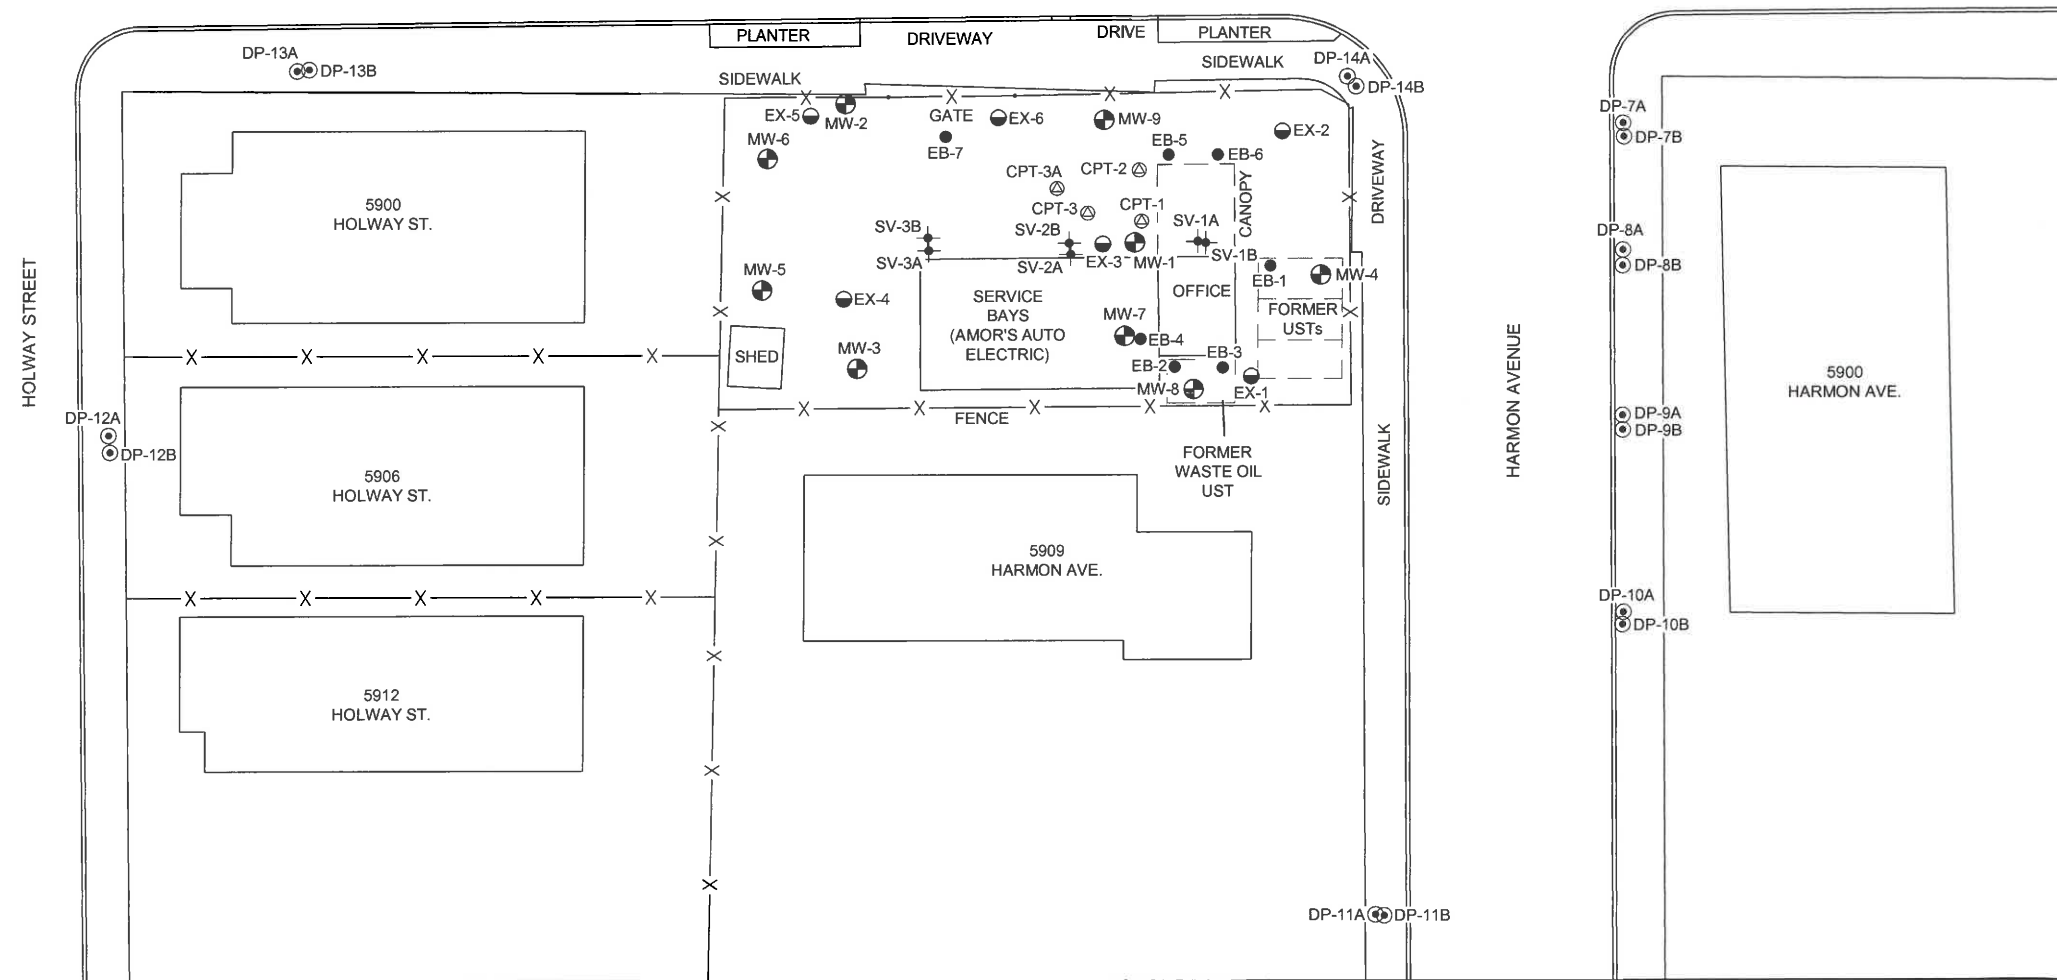 PLANTER
DRIVEWAY
DRIVE
PLANTER
DP-13A
DP-13B
SIDEWALK
SIDEWALK
DP-14A
DP-14B
EX-5
MW-2
GATE
EX-6
MW-9
EX-2
MW-6
EB-7
EB-5
EB-6
DP-7A
DP-7B
CPT-3A
CPT-2
CANOPY
DRIVEWAY
5900
HOLWAY ST.
CPT-3
CPT-1
SV-3B
SV-2B
SV-1A
DP-8A
DP-8B
SV-3A
SV-2A
EX-3
MW-1
SV-1B
MW-5
EB-1
MW-4
HOLWAY STREET
EX-4
SERVICE
BAYS
(AMOR'S AUTO
ELECTRIC)
OFFICE
FORMER
USTs
MW-7
EB-4
SHED
MW-3
EB-3
EB-2
MW-8
EX-1
HARMON AVENUE
5900
HARMON AVE.
FENCE
DP-12A
DP-12B
DP-9A
DP-9B
FORMER
WASTE OIL
UST
SIDEWALK
5906
HOLWAY ST.
5909
HARMON AVE.
DP-10A
DP-10B
5912
HOLWAY ST.
DP-11A
DP-11B